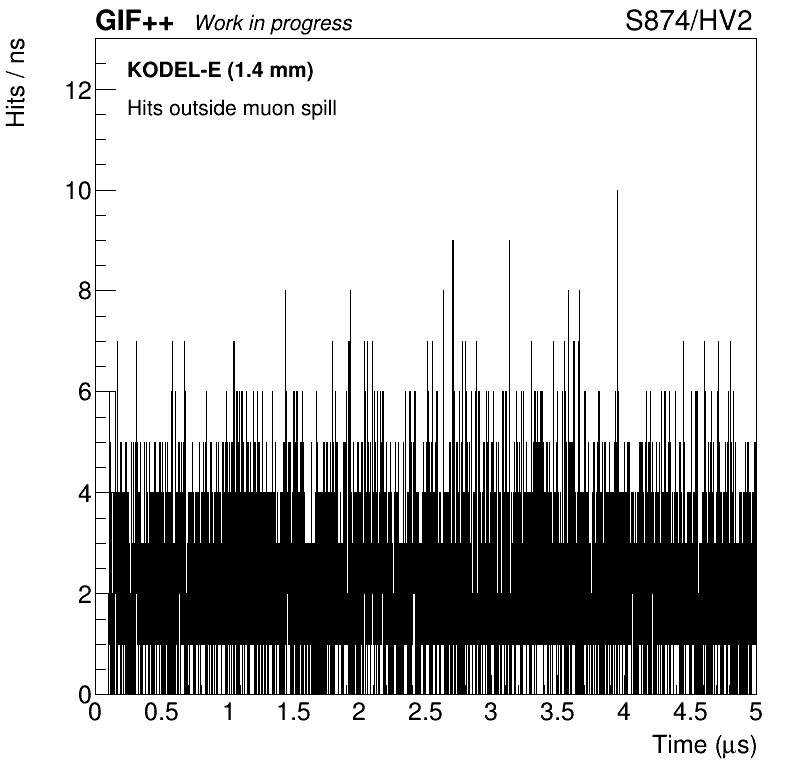 GIF++ Work in progress S874/HV2
Hits / ns
KODEL-E (1.4 mm)
Hits outside muon spill
12
10
8
6
4
2
0
0 0.5 1 1.5 2 2.5 3 3.5 4 4.5 5
Time (μs)